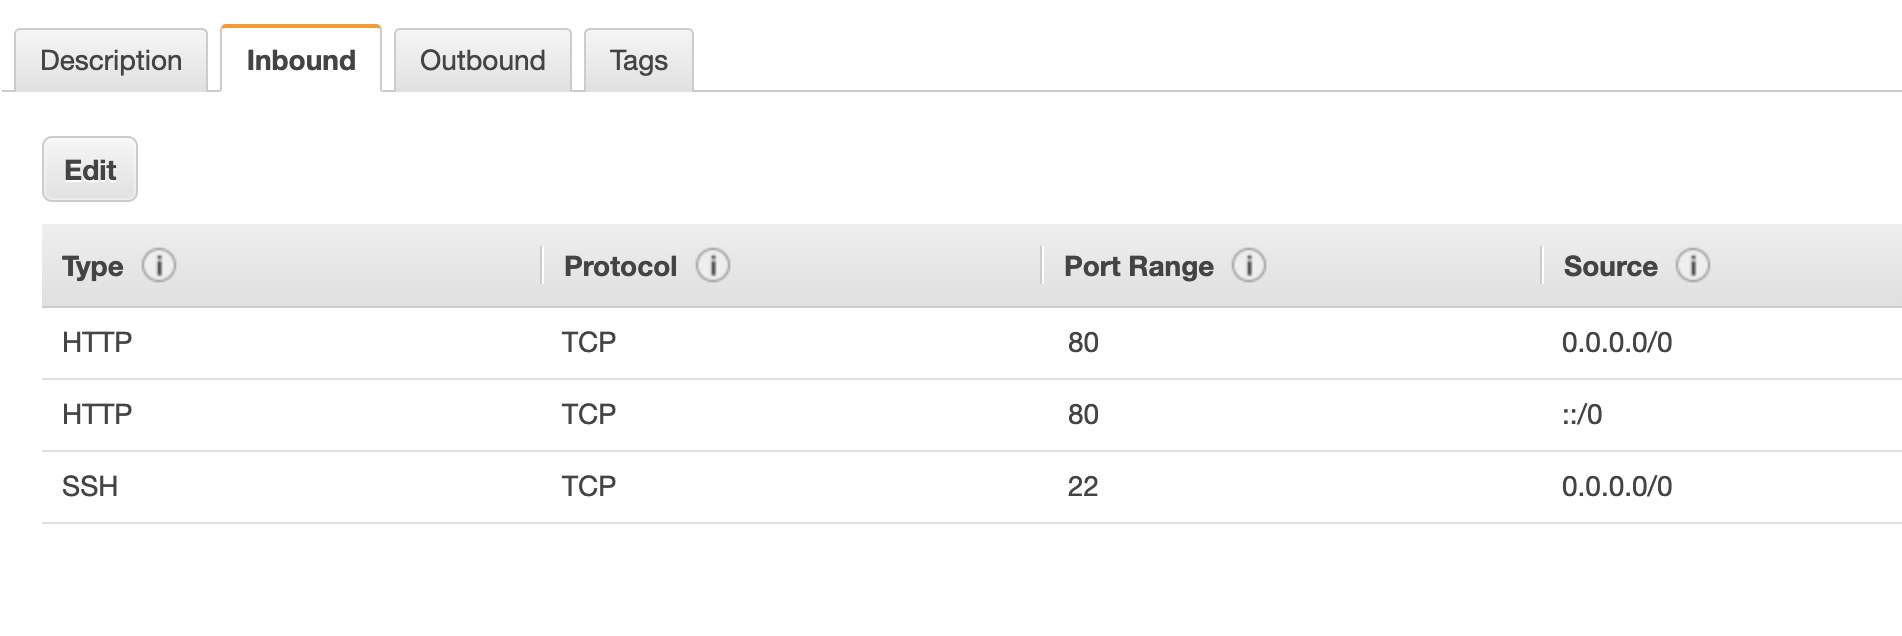 Description Inbound Outbound Tags
Edit
Type Protocol Port Range Source
HTTP TCP 80 0.0.0.0/0
HTTP TCP 80 ::/0
SSH TCP 22 0.0.0.0/0